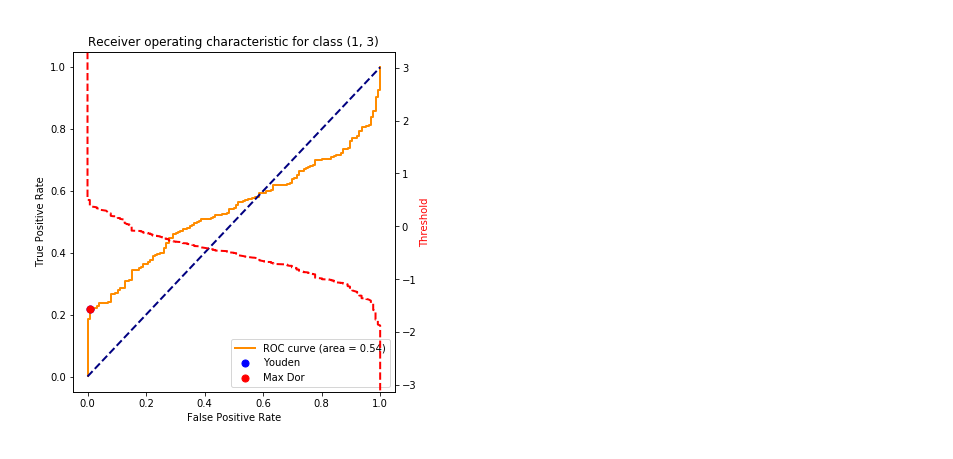 Receiver operating characteristic for class (1, 3)
True Positive Rate
1.0
0.8
0.6
0.4
0.2
0.0
3
2
1
0
−1
−2
−3
Threshold
ROC curve (area = 0.54)
Youden
Max Dor
0.0 0.2 0.4 0.6 0.8 1.0
False Positive Rate